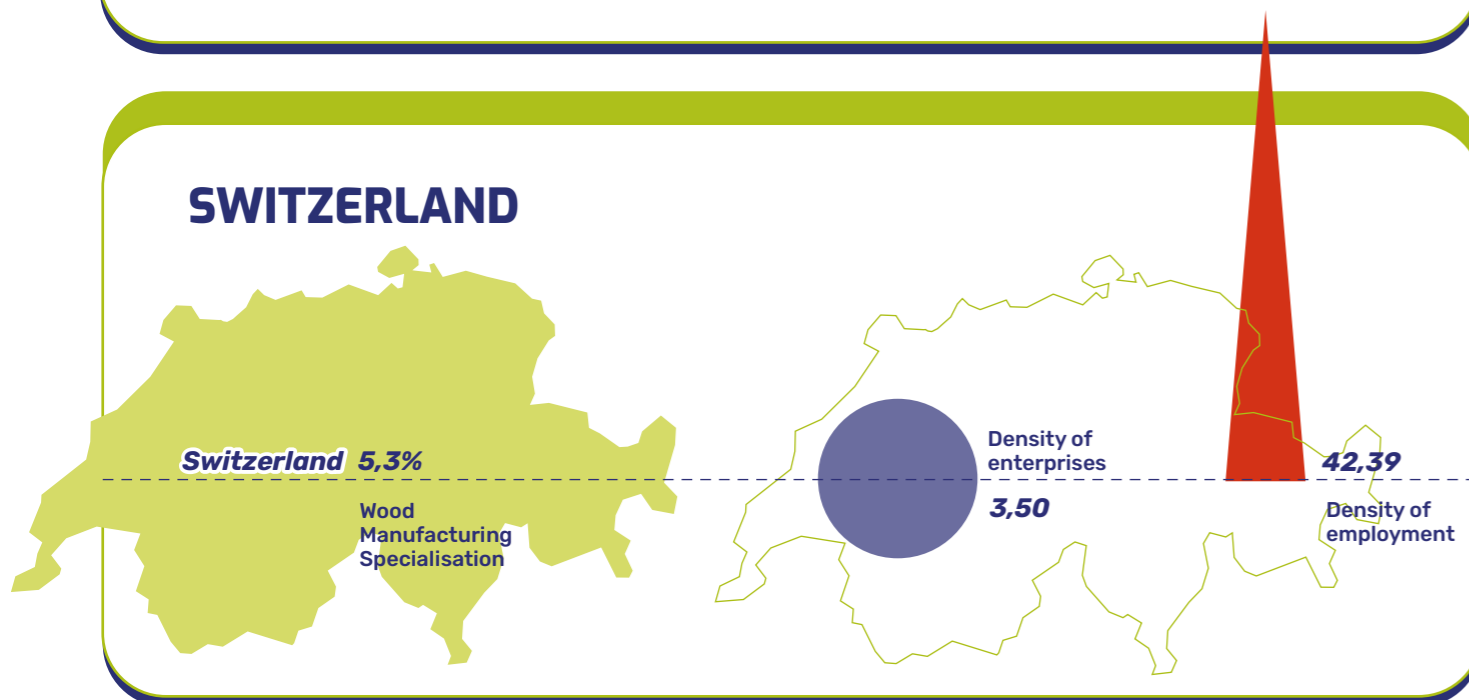 SWITZERLAND
Switzerland 5,3%
Wood
Manufacturing
Specialisation
Density of
enterprises
3,50
42,39
Density of
employment